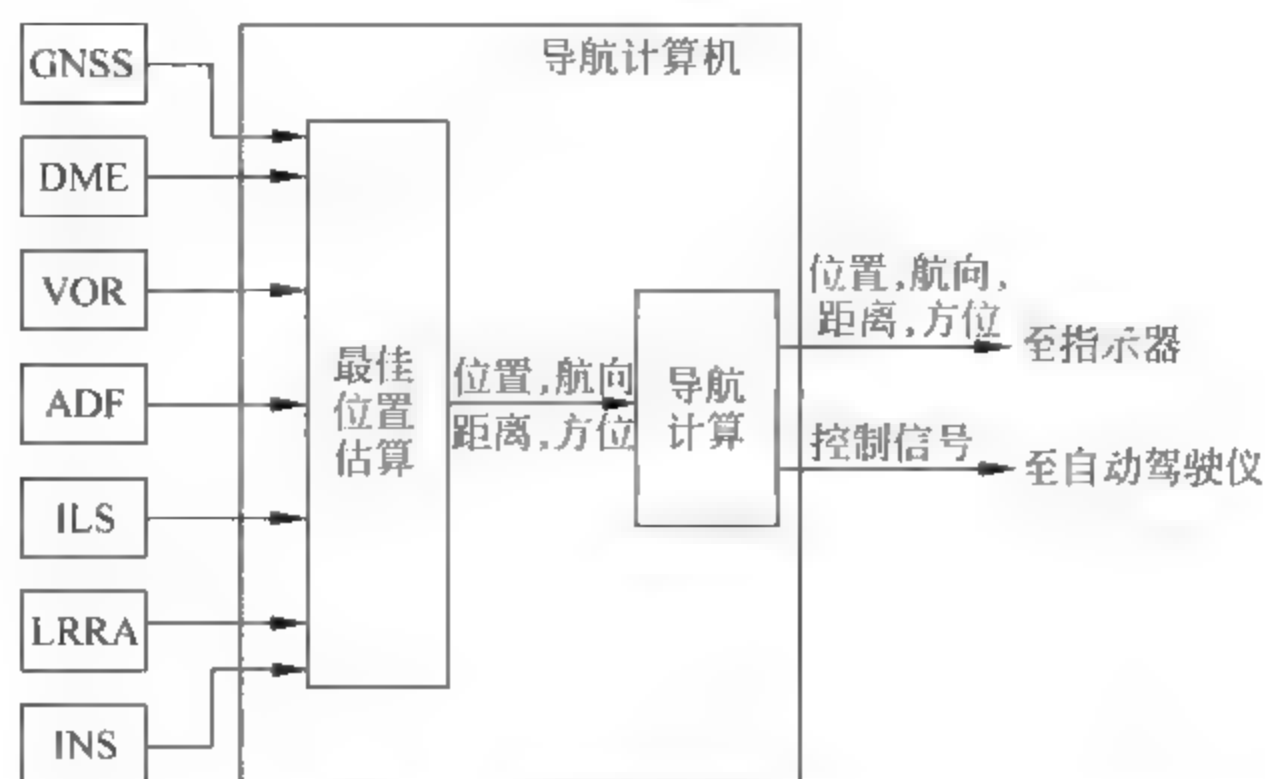 GNSS
DME
VOR
ADF
ILS
LRRA
INS
导航计算机
最佳
位置
估算
位置,航向
距离,方位
导航
计算
位置,航向,
距离,方位
至指示器
控制信号
至自动驾驶仪